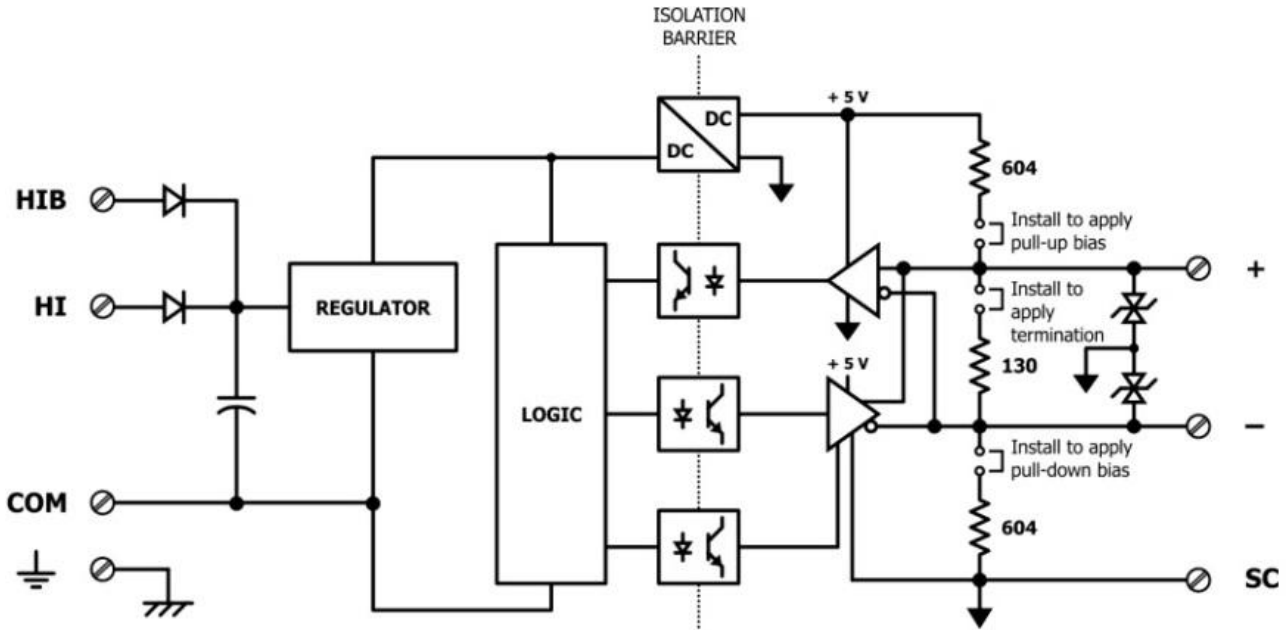 ISOLATION
BARRIER
+ 5 V
DC
DC
604
HIB
Install to apply
pull-up bias
+
HI
REGULATOR
Install to
apply
termination
+ 5 V
130
LOGIC
−
Install to apply
pull-down bias
COM
604
SC